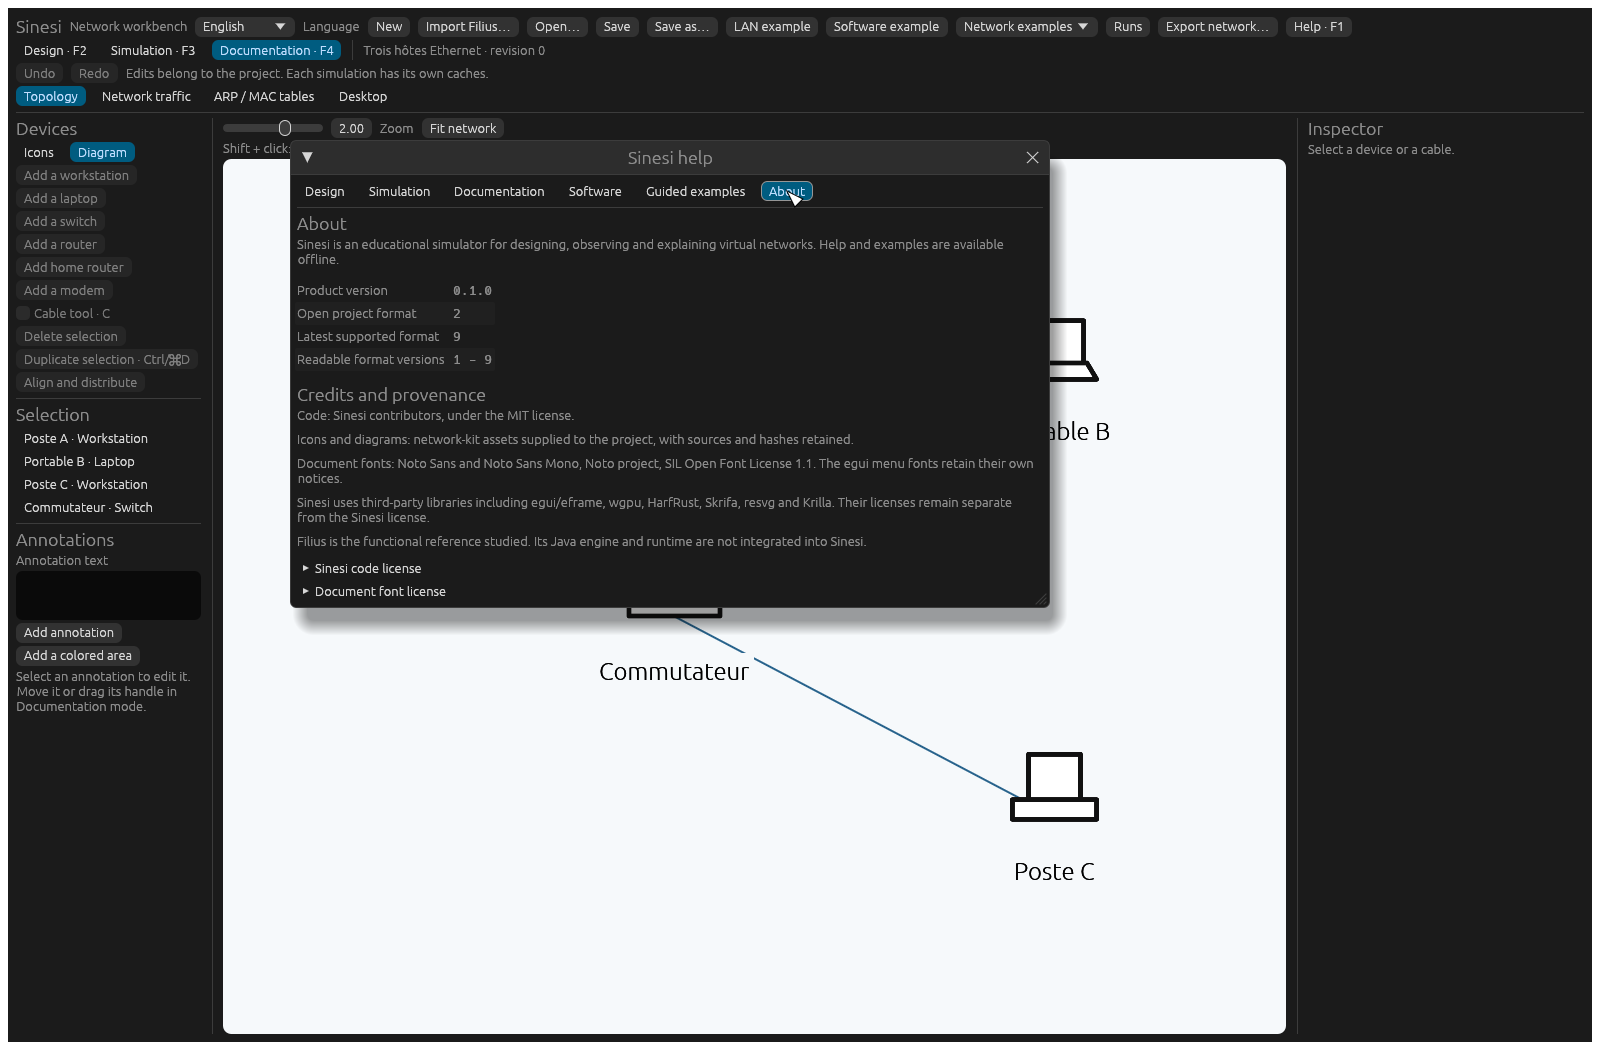 Sinesi Network workbench English Language New Import Filius... Open... Save Save as... LAN example Software example Network examples Runs Export network... Help · F1
Design · F2 Simulation · F3 Documentation · F4 Trois hôtes Ethernet · revision 0
Undo Redo Edits belong to the project. Each simulation has its own caches.
Topology Network traffic ARP / MAC tables Desktop
Devices
Icons Diagram
Add a workstation
Add a laptop
Add a switch
Add a router
Add home router
Add a modem
Cable tool · C
Delete selection
Duplicate selection · Ctrl/⌘D
Align and distribute
Selection
Poste A · Workstation
Portable B · Laptop
Poste C · Workstation
Commutateur · Switch
Annotations
Annotation text
Add annotation
Add a colored area
Select an annotation to edit it.
Move it or drag its handle in
Documentation mode.
2.00 Zoom Fit network
Shift + click
Sinesi help
Design Simulation Documentation Software Guided examples About
About
Sinesi is an educational simulator for designing, observing and explaining virtual networks. Help and examples are available
offline.
Product version 0.1.0
Open project format 2
Latest supported format 9
Readable format versions 1 – 9
Credits and provenance
Code: Sinesi contributors, under the MIT license.
Icons and diagrams: network-kit assets supplied to the project, with sources and hashes retained.
Document fonts: Noto Sans and Noto Sans Mono, Noto project, SIL Open Font License 1.1. The egui menu fonts retain their own
notices.
Sinesi uses third-party libraries including egui/eframe, wgpu, HarfRust, Skrifa, resvg and Krilla. Their licenses remain separate
from the Sinesi license.
Filius is the functional reference studied. Its Java engine and runtime are not integrated into Sinesi.
Sinesi code license
Document font license
able B
Commutateur
Poste C
Inspector
Select a device or a cable.